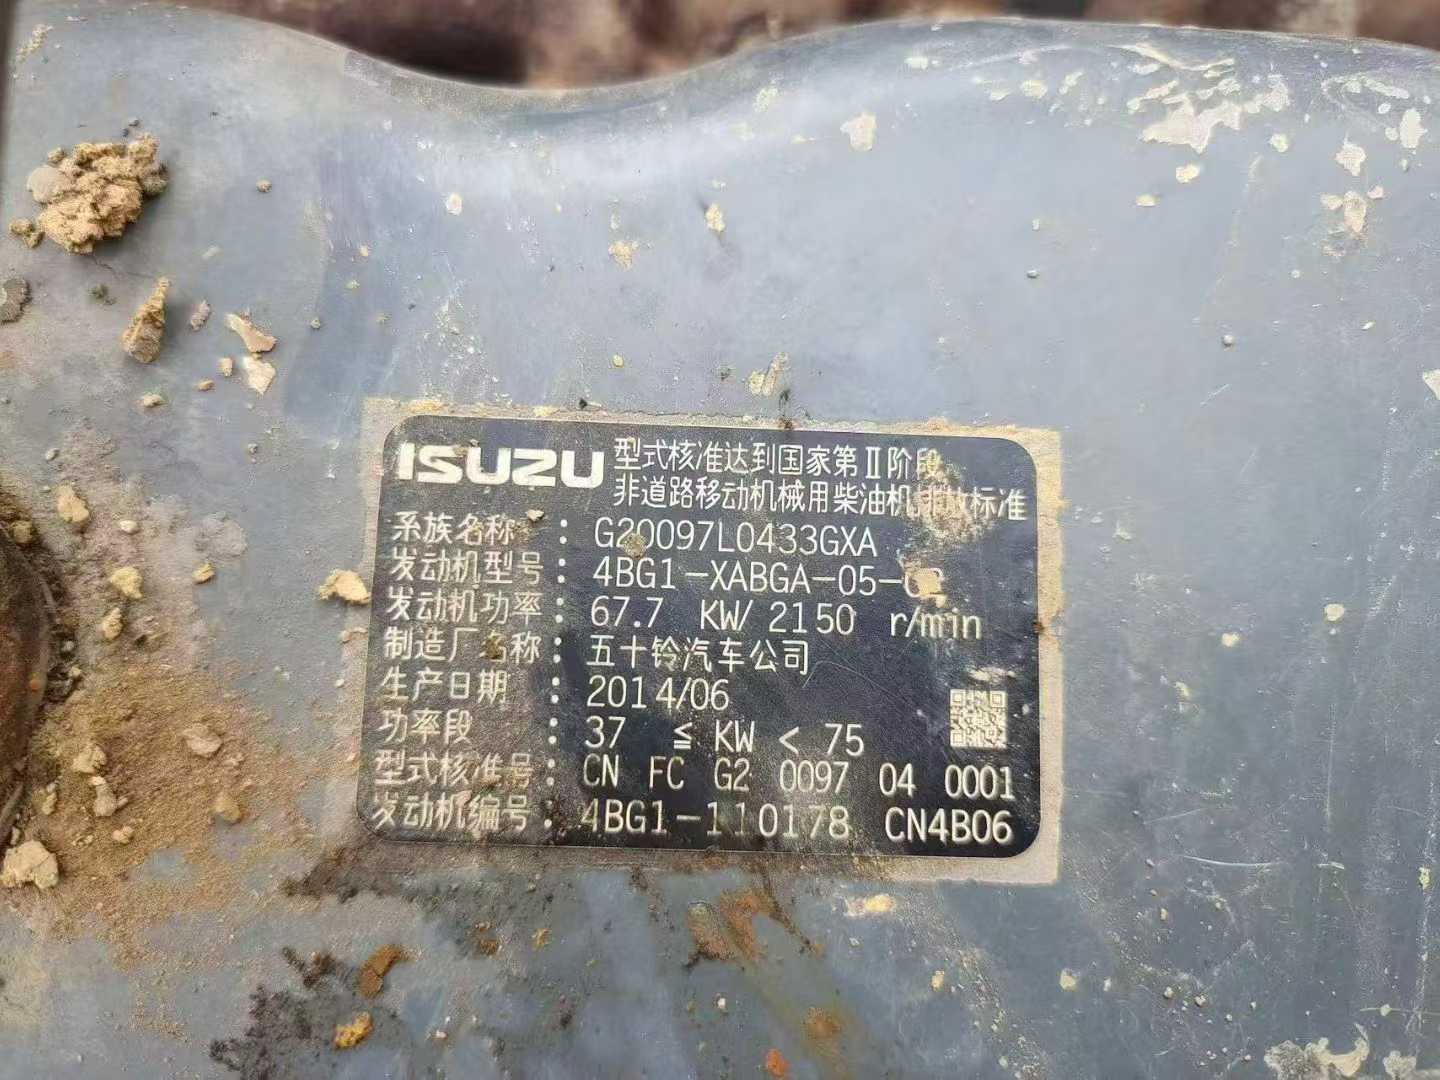 ISUZU 型式核准达到国家第Ⅱ阶段
非道路移动机械用柴油机排放标准
系族名称 : G20097L0433GXA
发动机型号 : 4BG1-XABGA-05-
发动机功率 : 67.7 KW/ 2150 r/min
制造厂名称 : 五十铃汽车公司
生产日期 : 2014/06
功率段 : 37 ≦ KW < 75
型式核准号 : CN FC G2 0097 04 0001
发动机编号 : 4BG1-110178 CN4B06